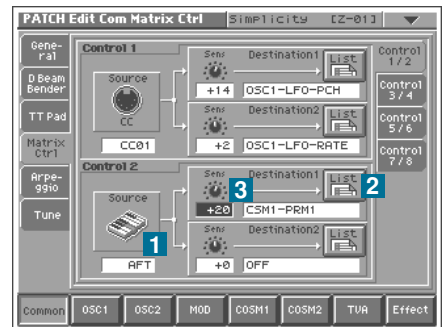 PATCH Edit Com Matrix Ctrl Simplicity [Z-01]
Gene-
ral
D Beam
Bender
TT Pad
Matrix
Ctrl
Arpe-
ggio
Tune
Control 1
Source
CC
CC01
Sens Destination1 List
+14 OSC1-LFO-PCH
Sens Destination2 List
+2 OSC1-LFO-RATE
Control 2
Source
1
AFT
Sens Destination1 List
3 2
+20 CSM1-PRM1
Sens Destination2 List
+0 OFF
Control
1/2
Control
3/4
Control
5/6
Control
7/8
Common OSC1 OSC2 MOD COSM1 COSM2 TVA Effect